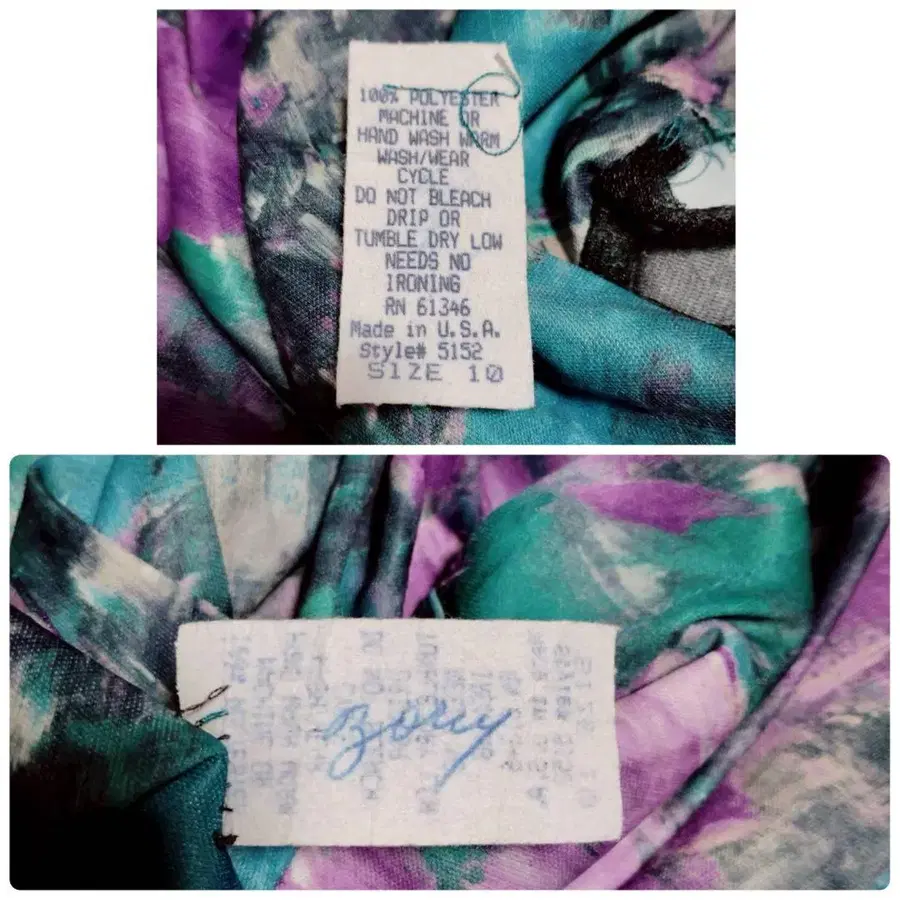 100% POLYESTER
MACHINE OR
HAND WASH WARM
WASH/WEAR
CYCLE
DO NOT BLEACH
DRIP OR
TUMBLE DRY LOW
NEEDS NO
IRONING
RN 61346
Made in U.S.A.
Style# 5152
SIZE 10